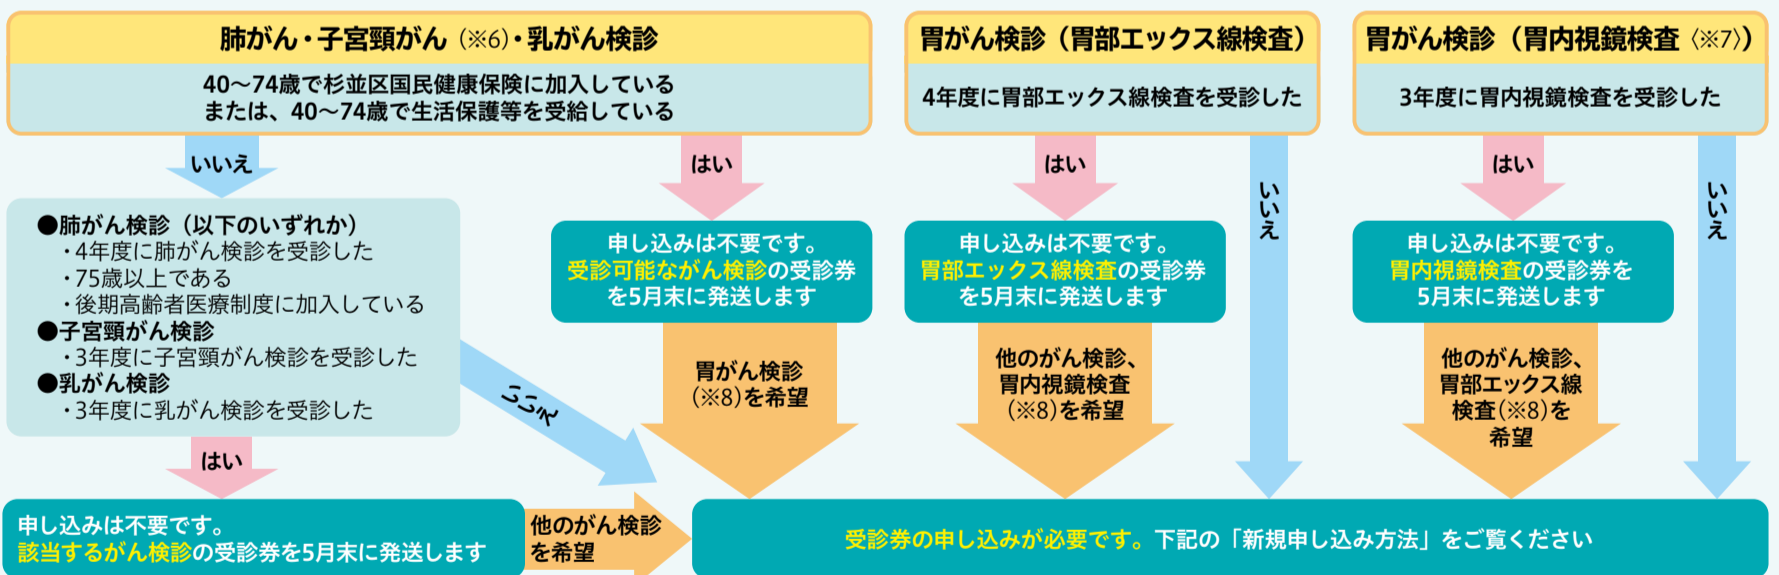 肺がん・子宮頸がん（※6）・乳がん検診
40〜74歳で杉並区国民健康保険に加入している
または、40〜74歳で生活保護等を受給している
いいえ
はい
●肺がん検診（以下のいずれか）
・4年度に肺がん検診を受診した
・75歳以上である
・後期高齢者医療制度に加入している
●子宮頸がん検診
・3年度に子宮頸がん検診を受診した
●乳がん検診
・3年度に乳がん検診を受診した
はい
いいえ
申し込みは不要です。
該当するがん検診の受診券を5月末に発送します
他のがん検診
を希望
申し込みは不要です。
受診可能ながん検診の受診券
を5月末に発送します
胃がん検診
（※8）を希望
胃がん検診（胃部エックス線検査）
4年度に胃部エックス線検査を受診した
はい
いいえ
申し込みは不要です。
胃部エックス線検査の受診券
を5月末に発送します
他のがん検診、
胃内視鏡検査
（※8）を希望
胃がん検診（胃内視鏡検査〈※7〉）
3年度に胃内視鏡検査を受診した
はい
いいえ
申し込みは不要です。
胃内視鏡検査の受診券を
5月末に発送します
他のがん検診、
胃部エックス線
検査（※8）を
希望
受診券の申し込みが必要です。下記の「新規申し込み方法」をご覧ください